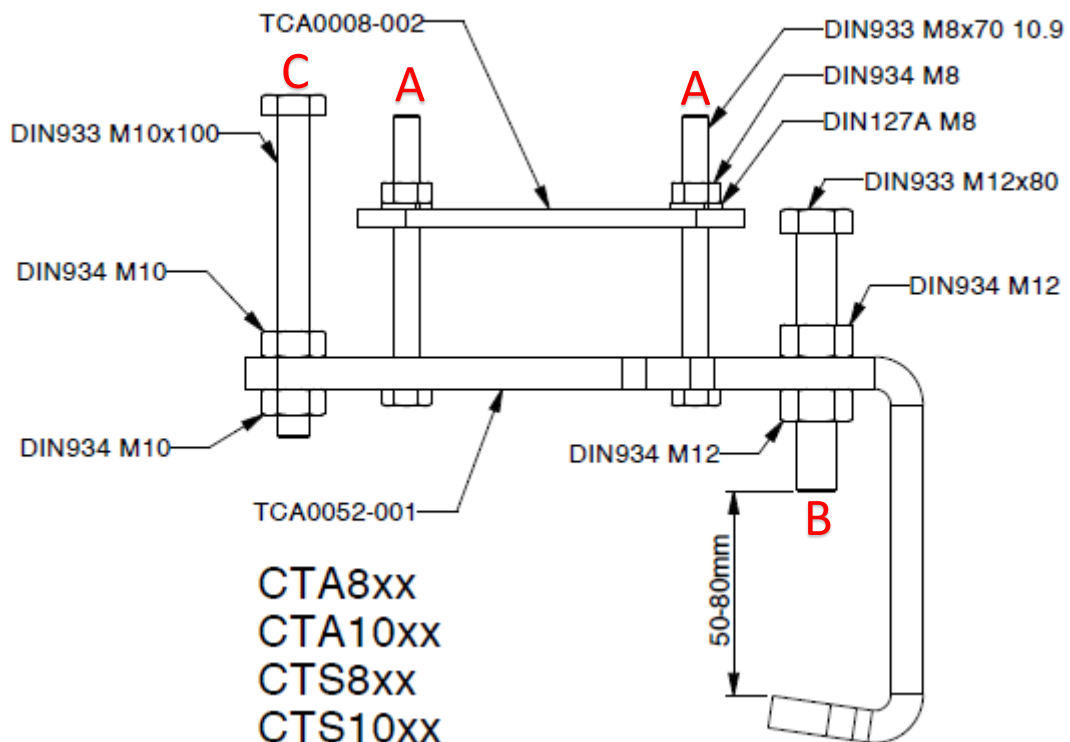 TCA0008-002
DIN933 M8x70 10.9
C
A
A
DIN934 M8
DIN933 M10x100
DIN127A M8
DIN933 M12x80
DIN934 M10
DIN934 M12
DIN934 M10
DIN934 M12
TCA0052-001
B
50-80mm
CTA8xx
CTA10xx
CTS8xx
CTS10xx